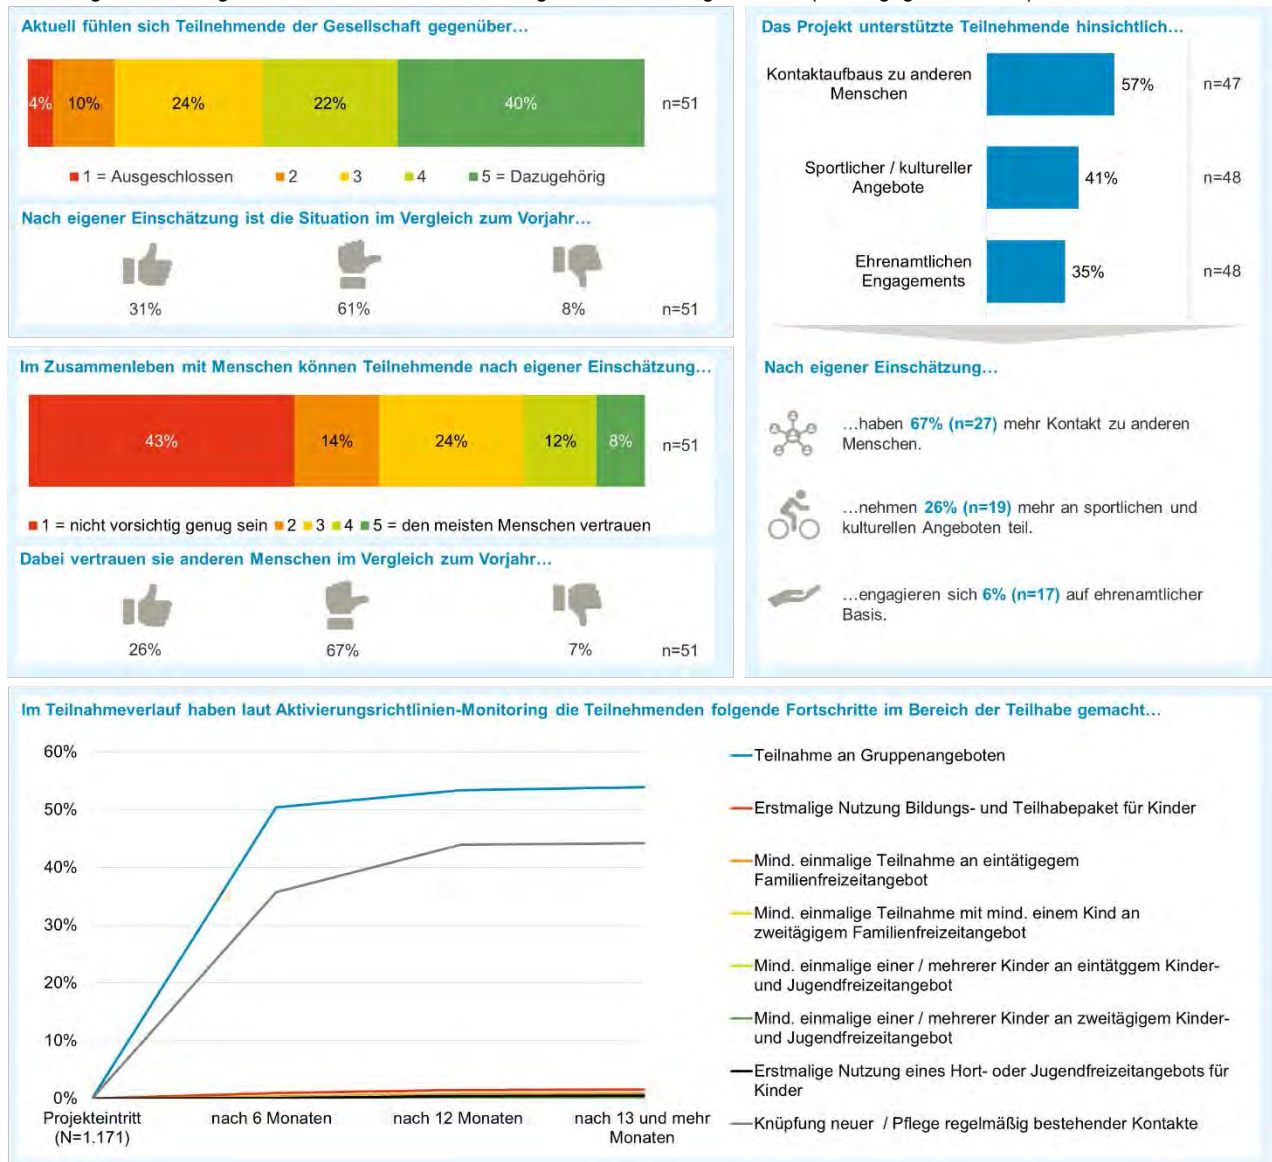 Aktuell fühlen sich Teilnehmende der Gesellschaft gegenüber…
4% 10% 24% 22% 40% n=51
1 = Ausgeschlossen 2 3 4 5 = Dazugehörig
Nach eigener Einschätzung ist die Situation im Vergleich zum Vorjahr…
31% 61% 8% n=51
Im Zusammenleben mit Menschen können Teilnehmende nach eigener Einschätzung…
43% 14% 24% 12% 8% n=51
1 = nicht vorsichtig genug sein 2 3 4 5 = den meisten Menschen vertrauen
Dabei vertrauen sie anderen Menschen im Vergleich zum Vorjahr…
26% 67% 7% n=51
Das Projekt unterstützte Teilnehmende hinsichtlich…
Kontaktaufbaus zu anderen
Menschen
57% n=47
Sportlicher / kultureller
Angebote
41% n=48
Ehrenamtlichen
Engagements
35% n=48
Nach eigener Einschätzung…
…haben 67% (n=27) mehr Kontakt zu anderen
Menschen.
…nehmen 26% (n=19) mehr an sportlichen und
kulturellen Angeboten teil.
…engagieren sich 6% (n=17) auf ehrenamtlicher
Basis.
Im Teilnahmeverlauf haben laut Aktivierungsrichtlinien-Monitoring die Teilnehmenden folgende Fortschritte im Bereich der Teilhabe gemacht…
60%
50%
40%
30%
20%
10%
0%
Projekteintritt
(N=1.171)
nach 6 Monaten
nach 12 Monaten
nach 13 und mehr
Monaten
Teilnahme an Gruppenangeboten
Erstmalige Nutzung Bildungs- und Teilhabepaket für Kinder
Mind. einmalige Teilnahme an eintätigegem
Familienfreizeitangebot
Mind. einmalige Teilnahme mit mind. einem Kind an
zweitägigem Familienfreizeitangebot
Mind. einmalige einer / mehrerer Kinder an eintätggem Kinder-
und Jugendfreizeitangebot
Mind. einmalige einer / mehrerer Kinder an zweitägigem Kinder-
und Jugendfreizeitangebot
Erstmalige Nutzung eines Hort- oder Jugendfreizeitangebots für
Kinder
Knüpfung neuer / Pflege regelmäßig bestehender Kontakte